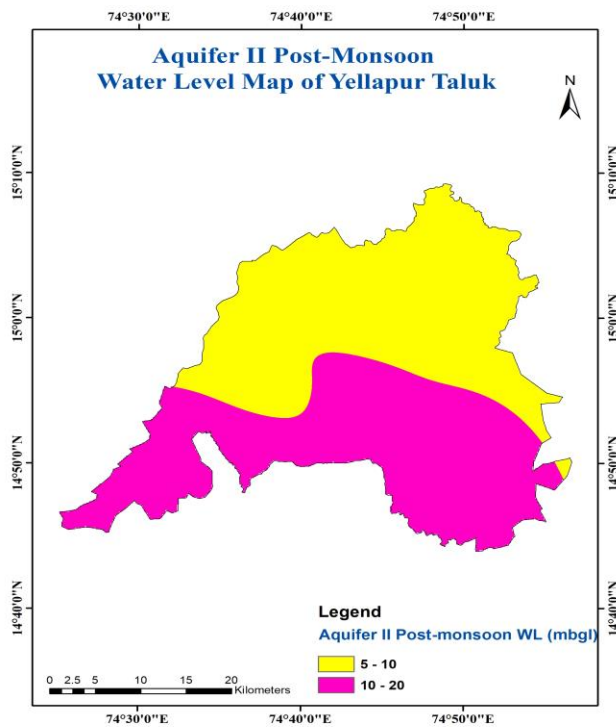 74°30'0"E 74°40'0"E 74°50'0"E
Aquifer II Post-Monsoon
Water Level Map of Yellapur Taluk
N
15°10'0"N 15°10'0"N
15°0'0"N 15°0'0"N
14°50'0"N 14°50'0"N
14°40'0"N 14°40'0"N
Legend
Aquifer II Post-monsoon WL (mbgl)
5 - 10
10 - 20
0 2.5 5 10 15 20
Kilometers
74°30'0"E 74°40'0"E 74°50'0"E